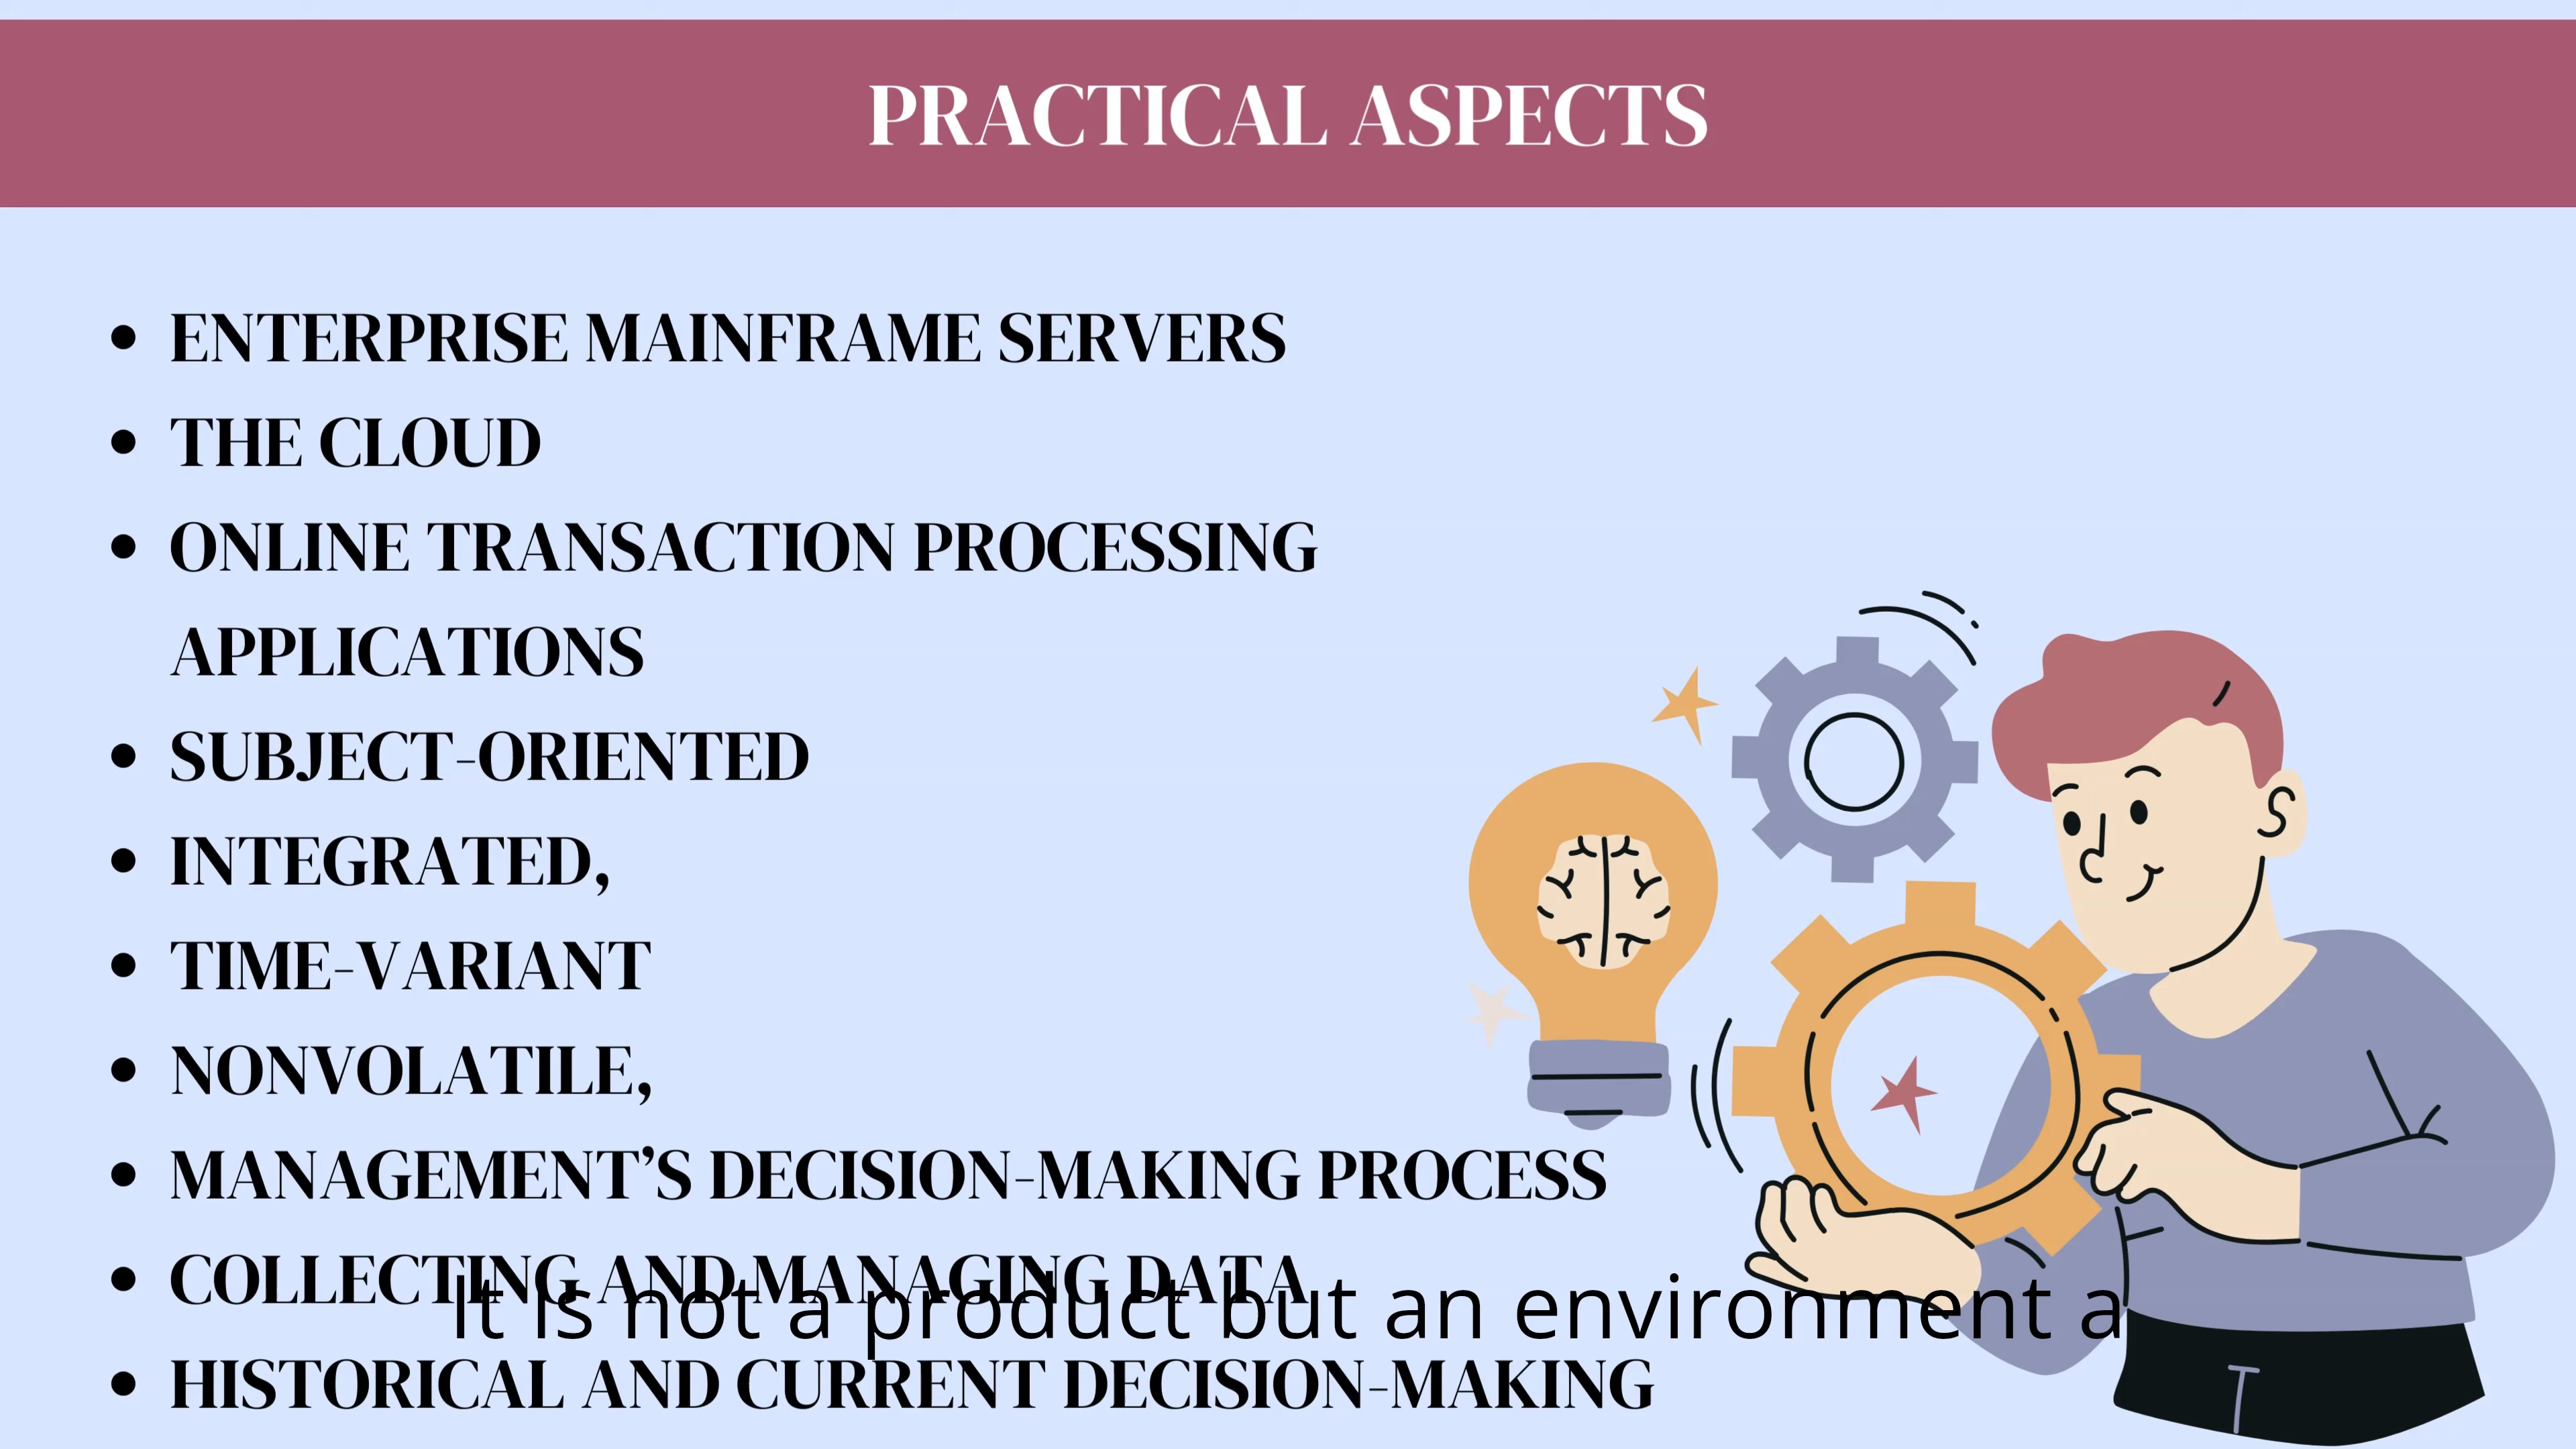 PRACTICAL ASPECTS
• ENTERPRISE MAINFRAME SERVERS
• THE CLOUD
• ONLINE TRANSACTION PROCESSING
APPLICATIONS
• SUBJECT-ORIENTED
• INTEGRATED,
• TIME-VARIANT
• NONVOLATILE,
• MANAGEMENT’S DECISION-MAKING PROCESS
• COLLECTING AND MANAGING DATA
It is not a product but an environment a
• HISTORICAL AND CURRENT DECISION-MAKING